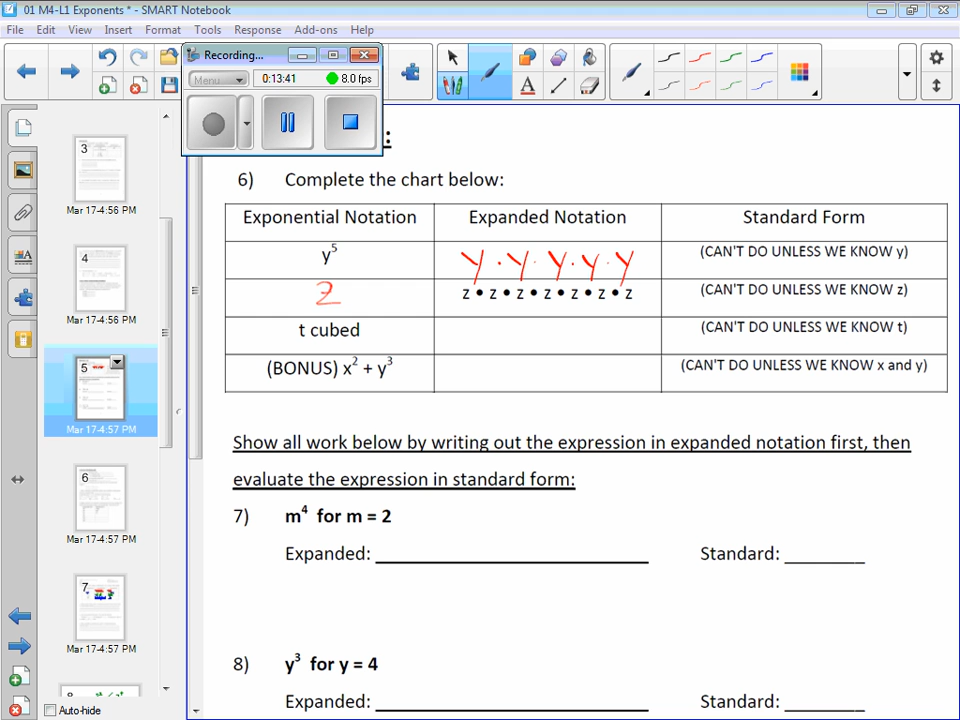 01 M4-L1 Exponents * - SMART Notebook
File Edit View Insert Format Tools Response Add-ons Help
Recording...
Menu 0:13:41 8.0 fps
:
6) Complete the chart below:
Exponential Notation Expanded Notation Standard Form
y⁵ y · y · y · y · y (CAN'T DO UNLESS WE KNOW y)
z z • z • z • z • z • z • z (CAN'T DO UNLESS WE KNOW z)
t cubed (CAN'T DO UNLESS WE KNOW t)
(BONUS) x² + y³ (CAN'T DO UNLESS WE KNOW x and y)
Show all work below by writing out the expression in expanded notation first, then
evaluate the expression in standard form:
7) m⁴ for m = 2
Expanded: Standard:
8) y³ for y = 4
Expanded: Standard:
3
Mar 17-4:56 PM
4
Mar 17-4:56 PM
5
Mar 17-4:57 PM
6
Mar 17-4:57 PM
7
Mar 17-4:57 PM
8
Auto-hide